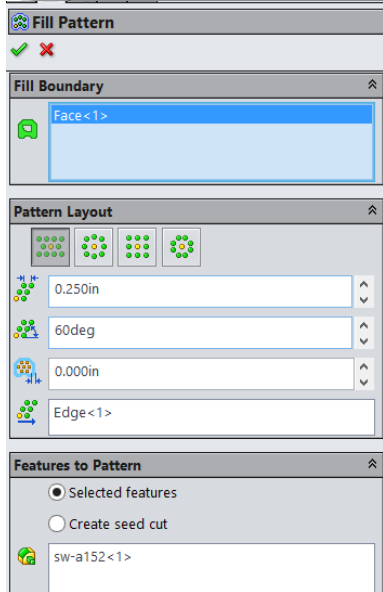 Fill Pattern
Fill Boundary
Face<1>
Pattern Layout
0.250in
60deg
0.000in
Edge<1>
Features to Pattern
Selected features
Create seed cut
sw-a152<1>